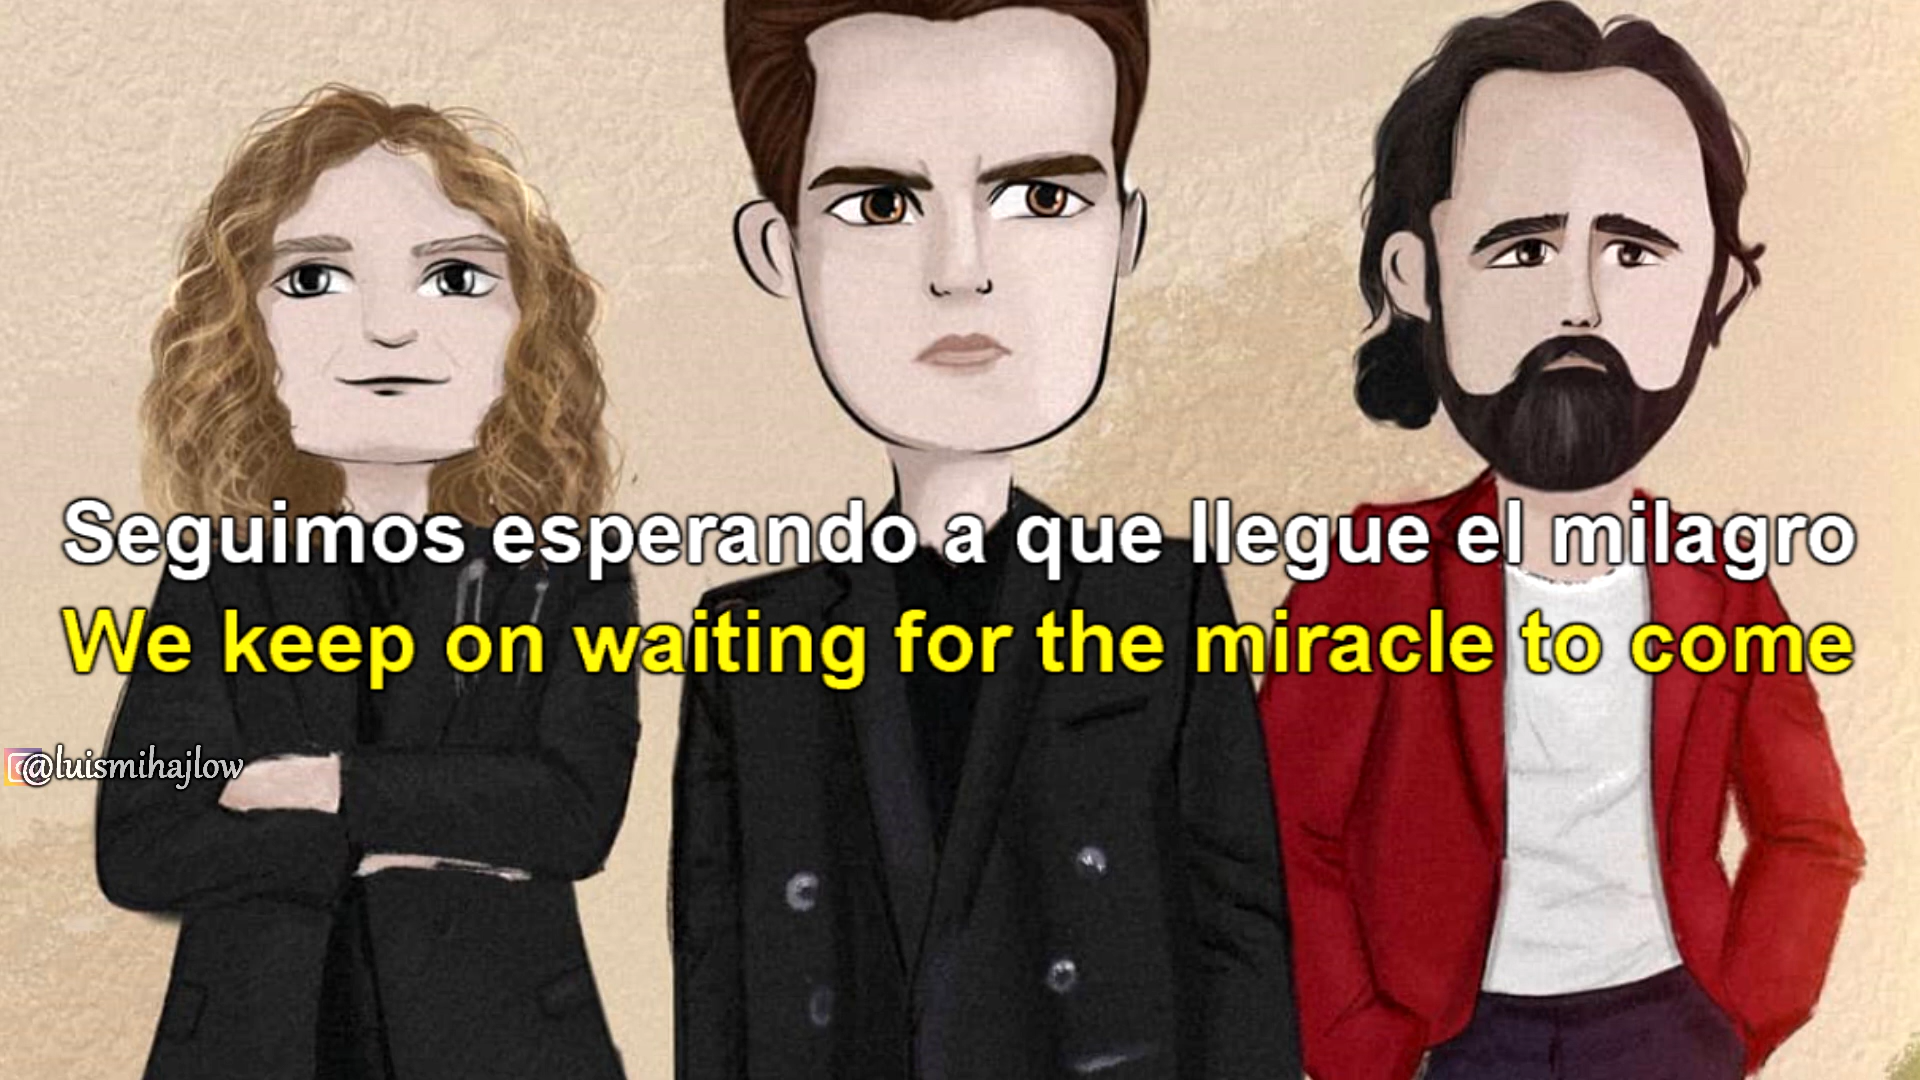 Seguimos esperando a que llegue el milagro
We keep on waiting for the miracle to come
@luismihajlow